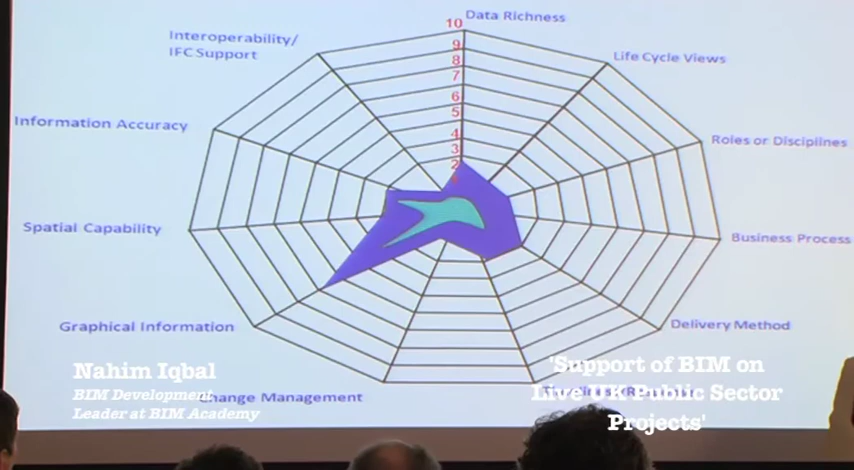 Data Richness
10
9
8
7
6
5
4
3
2
Interoperability/
IFC Support
Life Cycle Views
Information Accuracy
Roles or Disciplines
Spatial Capability
Business Process
Graphical Information
Delivery Method
Change Management
Nahim Iqbal
BIM Development
Leader at BIM Academy
'Support of BIM on
Live UK Public Sector
Projects'